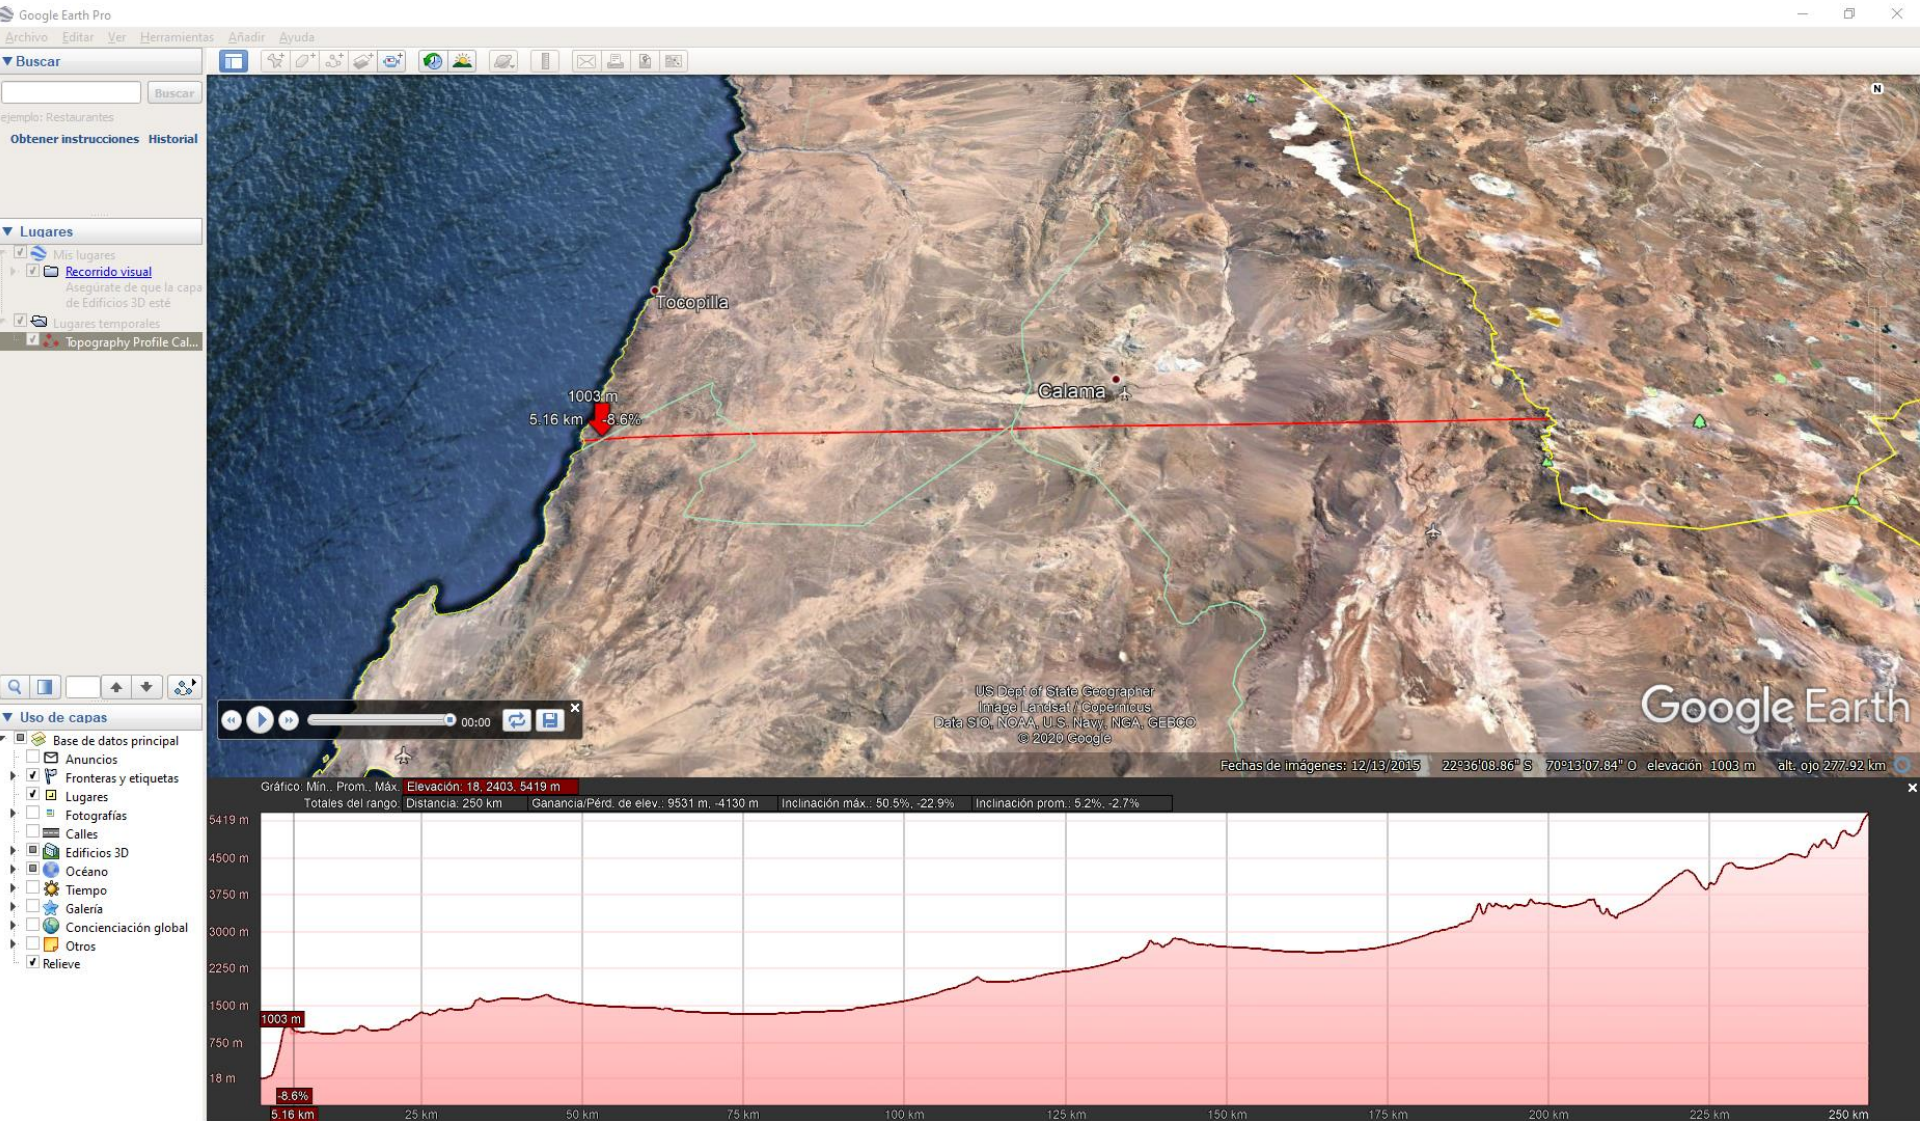 Google Earth Pro
Archivo Editar Ver Herramientas Añadir Ayuda
Buscar
Buscar
ejemplo: Restaurantes
Obtener instrucciones Historial
Lugares
Mis lugares
Recorrido visual
Asegúrate de que la capa
de Edificios 3D esté
Lugares temporales
Topography Profile Cal...
Uso de capas
Base de datos principal
Anuncios
Fronteras y etiquetas
Lugares
Fotografías
Calles
Edificios 3D
Océano
Tiempo
Galería
Concienciación global
Otros
Relieve
N
Tocopilla
1003 m
5.16 km -8.6%
Calama
00:00
US Dept of State Geographer
Image Landsat / Copernicus
Data SIO, NOAA, U.S. Navy, NGA, GEBCO
© 2020 Google
Google Earth
Fechas de imágenes: 12/13/2015 22°36'08.86" S 70°13'07.84" O elevación 1003 m alt. ojo 277.92 km
Gráfico: Mín., Prom., Máx. Elevación: 18, 2403, 5419 m
Totales del rango: Distancia: 250 km Ganancia/Pérd. de elev.: 9531 m, -4130 m Inclinación máx.: 50.5%, -22.9% Inclinación prom.: 5.2%, -2.7%
5419 m
4500 m
3750 m
3000 m
2250 m
1500 m
1003 m
750 m
18 m
-8.6%
5.16 km 25 km 50 km 75 km 100 km 125 km 150 km 175 km 200 km 225 km 250 km